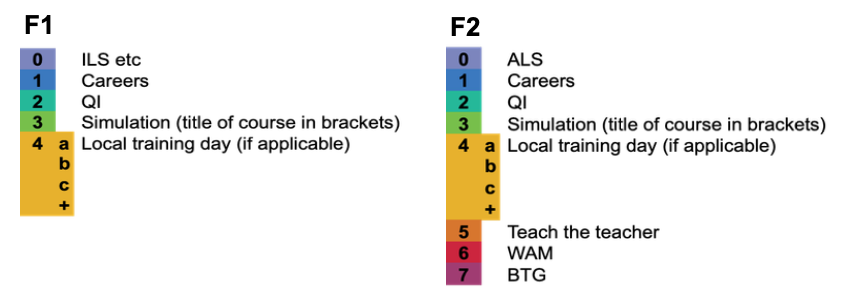 F1
0 ILS etc
1 Careers
2 QI
3 Simulation (title of course in brackets)
4 a Local training day (if applicable)
b
c
+
F2
0 ALS
1 Careers
2 QI
3 Simulation (title of course in brackets)
4 a Local training day (if applicable)
b
c
+
5 Teach the teacher
6 WAM
7 BTG